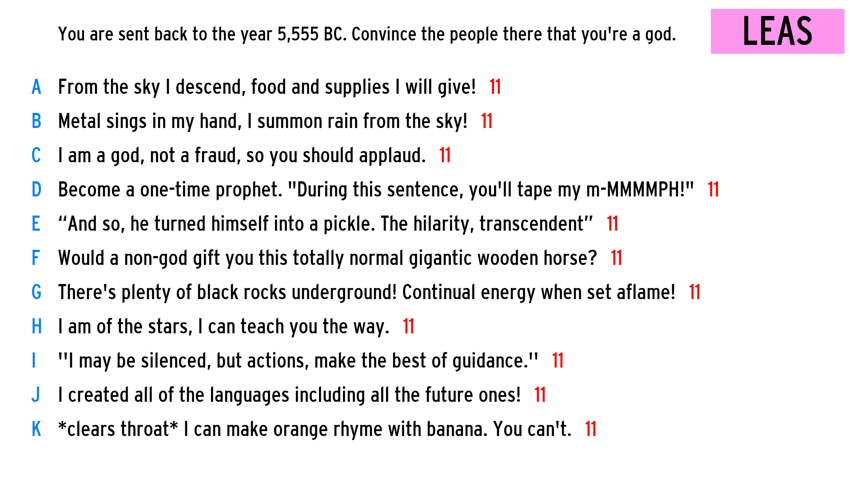 You are sent back to the year 5,555 BC. Convince the people there that you're a god.
LEAS
A From the sky I descend, food and supplies I will give! 11
B Metal sings in my hand, I summon rain from the sky! 11
C I am a god, not a fraud, so you should applaud. 11
D Become a one-time prophet. "During this sentence, you'll tape my m-MMMMPH!" 11
E “And so, he turned himself into a pickle. The hilarity, transcendent” 11
F Would a non-god gift you this totally normal gigantic wooden horse? 11
G There's plenty of black rocks underground! Continual energy when set aflame! 11
H I am of the stars, I can teach you the way. 11
I ''I may be silenced, but actions, make the best of guidance.'' 11
J I created all of the languages including all the future ones! 11
K *clears throat* I can make orange rhyme with banana. You can't. 11